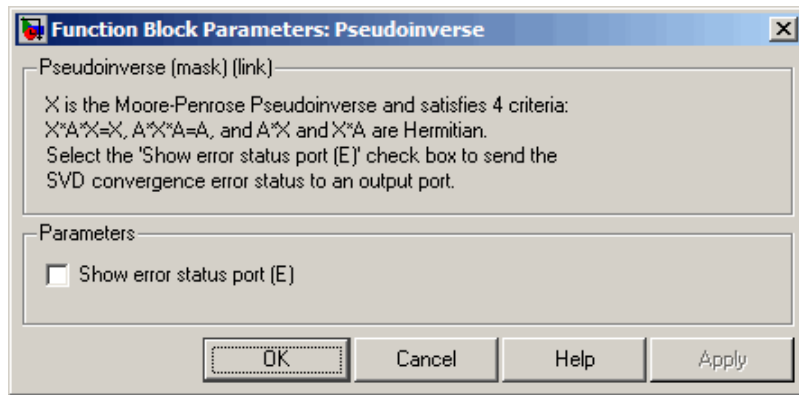 Function Block Parameters: Pseudoinverse
Pseudoinverse (mask) (link)
X is the Moore-Penrose Pseudoinverse and satisfies 4 criteria:
X*A*X=X, A*X*A=A, and A*X and X*A are Hermitian.
Select the 'Show error status port (E)' check box to send the
SVD convergence error status to an output port.
Parameters
Show error status port (E)
OK Cancel Help Apply